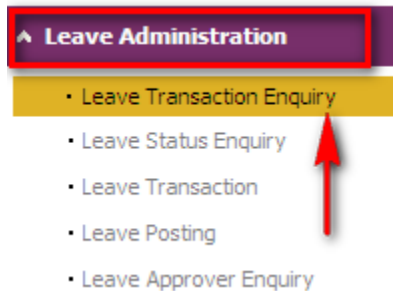 Leave Administration
Leave Transaction Enquiry
Leave Status Enquiry
Leave Transaction
Leave Posting
Leave Approver Enquiry